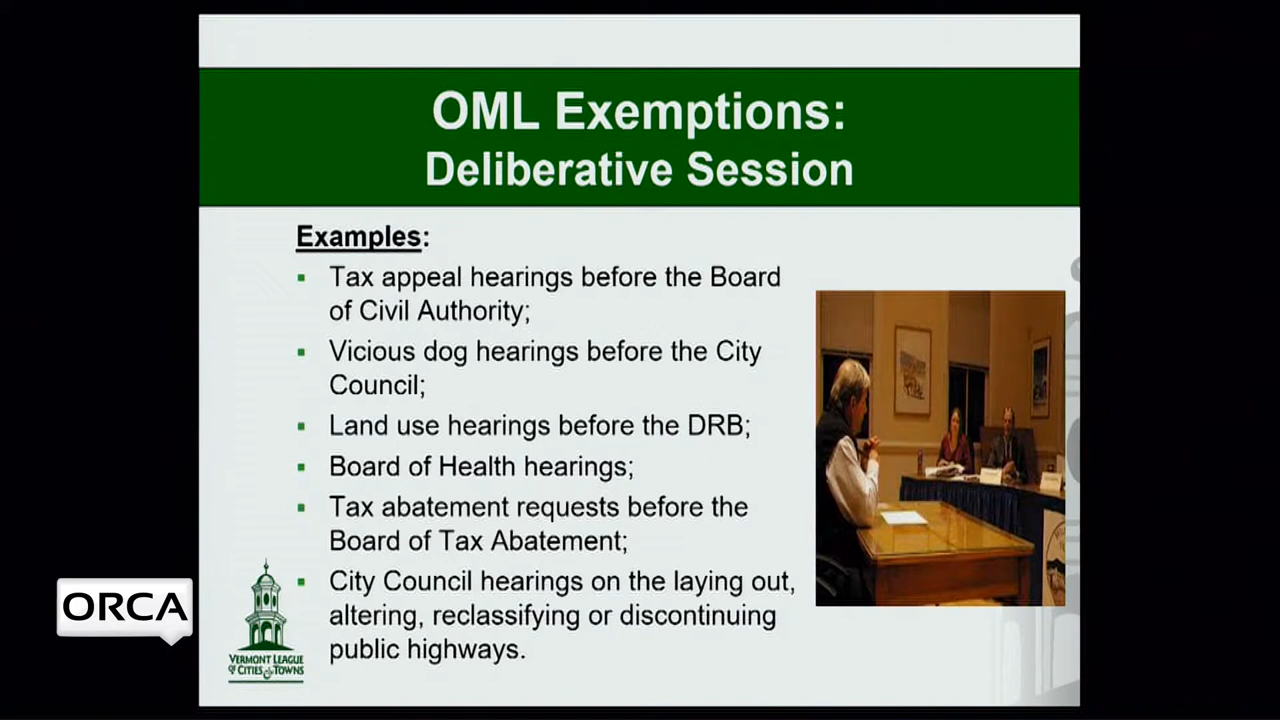 OML Exemptions:
Deliberative Session
Examples:
▪ Tax appeal hearings before the Board
of Civil Authority;
▪ Vicious dog hearings before the City
Council;
▪ Land use hearings before the DRB;
▪ Board of Health hearings;
▪ Tax abatement requests before the
Board of Tax Abatement;
▪ City Council hearings on the laying out,
altering, reclassifying or discontinuing
public highways.
ORCA
VERMONT LEAGUE
OF CITIES & TOWNS